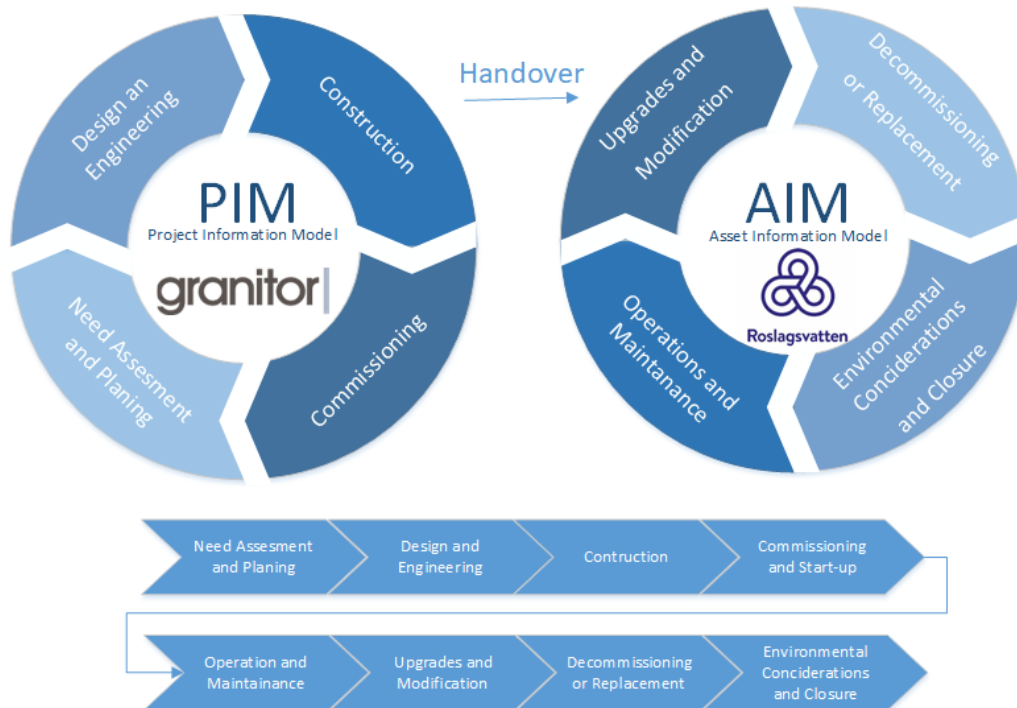 Design an
Engineering
Construction
Need Assesment
and Planing
Commissioning
PIM
Project Information Model
granitor
Handover
Upgrades and
Modification
Decommissioning
or Replacement
Operations and
Maintanance
Environmental
Conciderations
and Closure
AIM
Asset Information Model
Roslagsvatten
Need Assesment
and Planing
Design and
Engineering
Contruction
Commissioning
and Start-up
Operation and
Maintainance
Upgrades and
Modification
Decommissioning
or Replacement
Environmental
Conciderations
and Closure